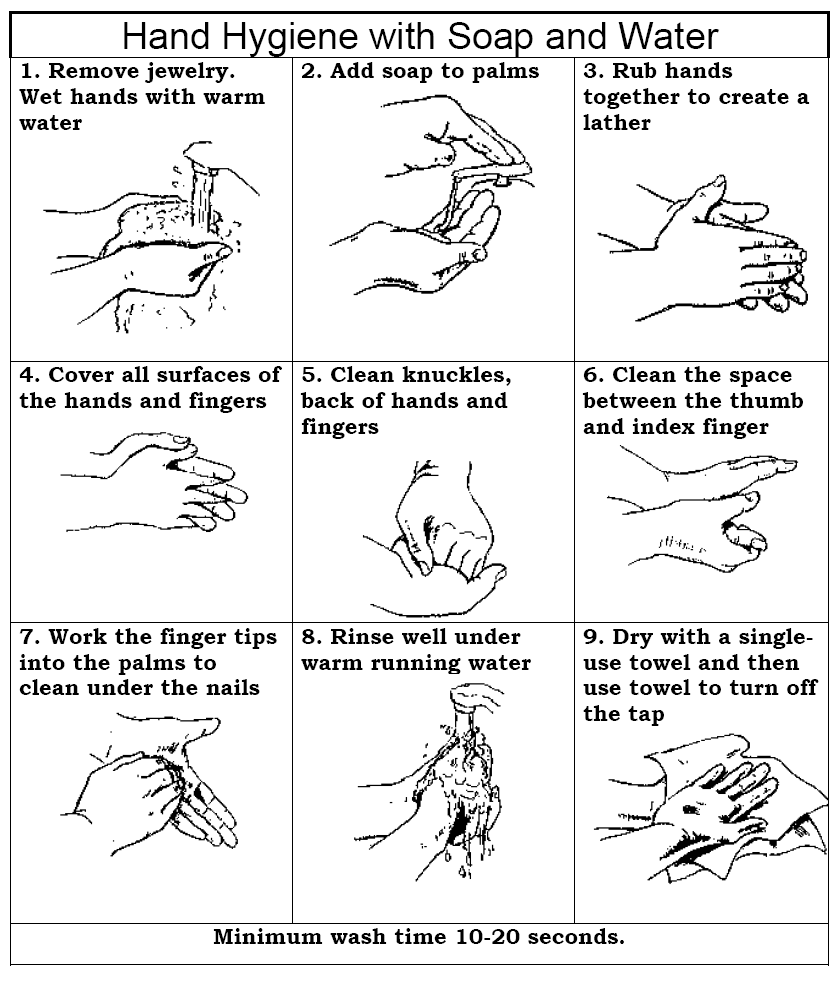 Hand Hygiene with Soap and Water
1. Remove jewelry.
Wet hands with warm
water
2. Add soap to palms
3. Rub hands
together to create a
lather
4. Cover all surfaces of
the hands and fingers
5. Clean knuckles,
back of hands and
fingers
6. Clean the space
between the thumb
and index finger
7. Work the finger tips
into the palms to
clean under the nails
8. Rinse well under
warm running water
9. Dry with a single-
use towel and then
use towel to turn off
the tap
Minimum wash time 10-20 seconds.